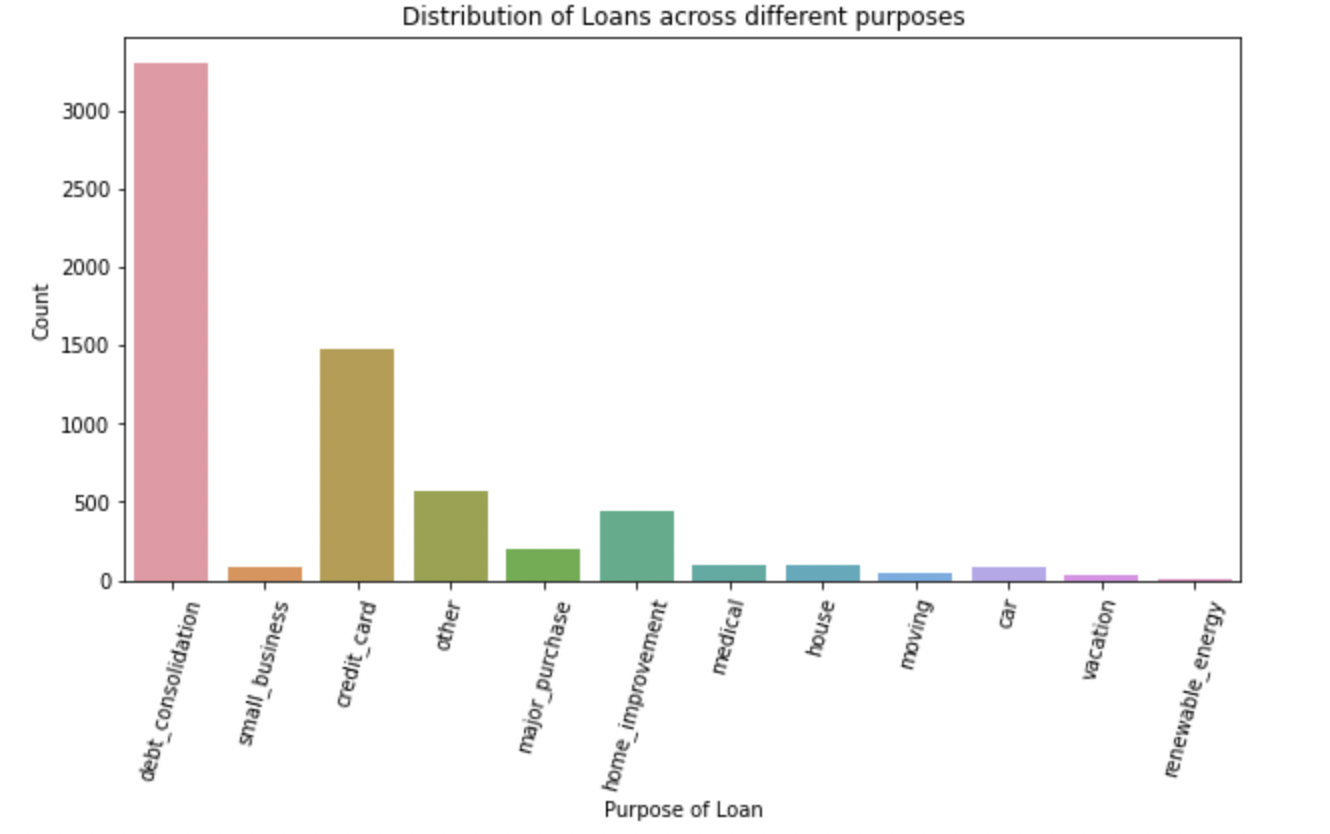 Distribution of Loans across different purposes
Count
3000
2500
2000
1500
1000
500
0
debt_consolidation
small_business
credit_card
other
major_purchase
home_improvement
medical
house
moving
car
vacation
renewable_energy
Purpose of Loan